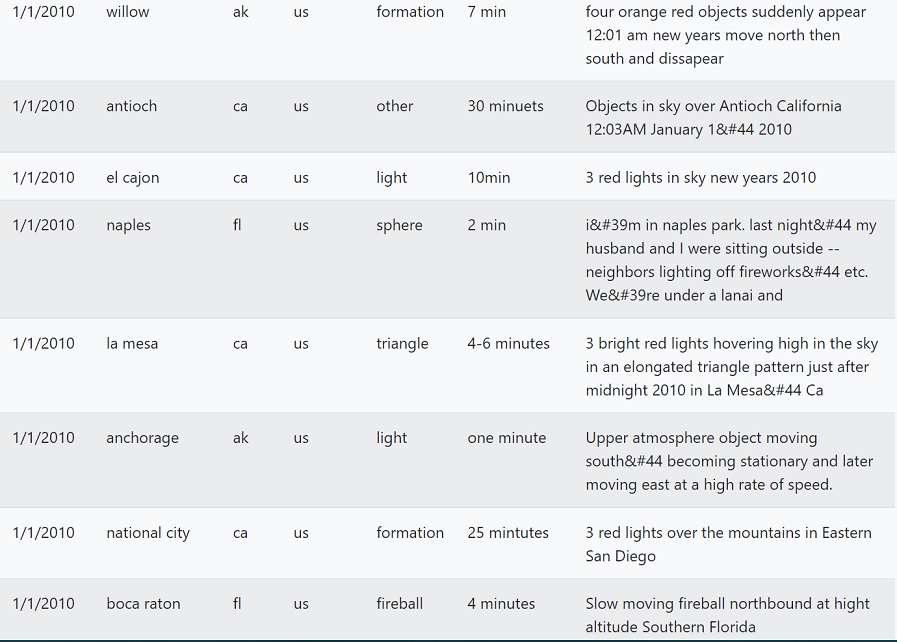 1/1/2010 willow ak us formation 7 min four orange red objects suddenly appear
12:01 am new years move north then
south and dissapear
1/1/2010 antioch ca us other 30 minuets Objects in sky over Antioch California
12:03AM January 1&#44 2010
1/1/2010 el cajon ca us light 10min 3 red lights in sky new years 2010
1/1/2010 naples fl us sphere 2 min i&#39m in naples park. last night&#44 my
husband and I were sitting outside --
neighbors lighting off fireworks&#44 etc.
We&#39re under a lanai and
1/1/2010 la mesa ca us triangle 4-6 minutes 3 bright red lights hovering high in the sky
in an elongated triangle pattern just after
midnight 2010 in La Mesa&#44 Ca
1/1/2010 anchorage ak us light one minute Upper atmosphere object moving
south&#44 becoming stationary and later
moving east at a high rate of speed.
1/1/2010 national city ca us formation 25 mintutes 3 red lights over the mountains in Eastern
San Diego
1/1/2010 boca raton fl us fireball 4 minutes Slow moving fireball northbound at hight
altitude Southern Florida